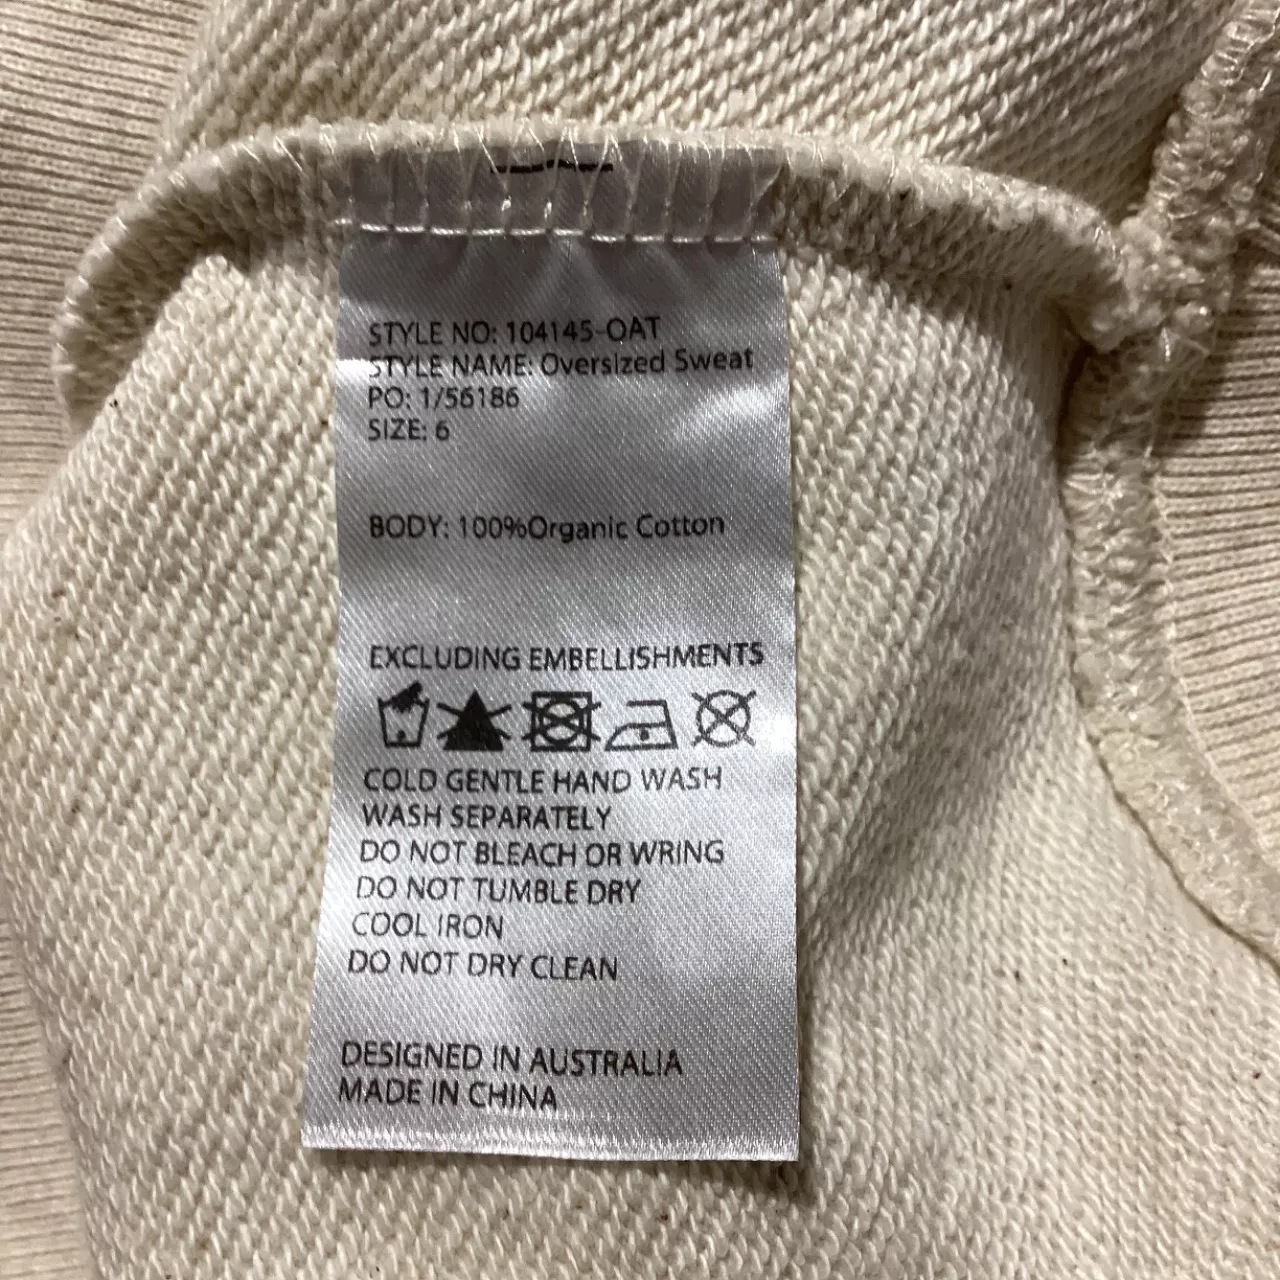 STYLE NO: 104145-OAT
STYLE NAME: Oversized Sweat
PO: 1/56186
SIZE: 6
BODY: 100%Organic Cotton
EXCLUDING EMBELLISHMENTS
COLD GENTLE HAND WASH
WASH SEPARATELY
DO NOT BLEACH OR WRING
DO NOT TUMBLE DRY
COOL IRON
DO NOT DRY CLEAN
DESIGNED IN AUSTRALIA
MADE IN CHINA